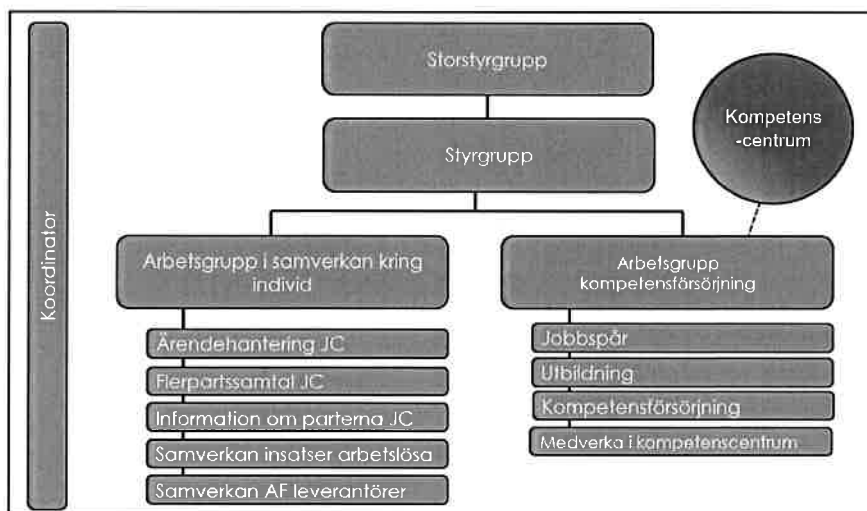 Koordinator
Storstyrgrupp
Styrgrupp
Kompetens
-centrum
Arbetsgrupp i samverkan kring
individ
Ärendehantering JC
Flerpartssamtal JC
Information om parterna JC
Samverkan insatser arbetslösa
Samverkan AF leverantörer
Arbetsgrupp
kompetensförsörjning
Jobbspår
Utbildning
Kompetensförsörjning
Medverka i kompetenscentrum